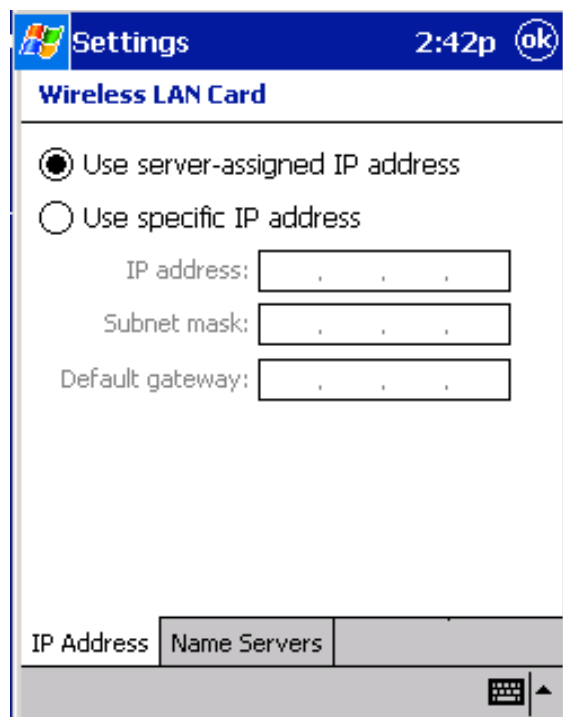 Settings 2:42p ok
Wireless LAN Card
Use server-assigned IP address
Use specific IP address
IP address: . . .
Subnet mask: . . .
Default gateway: . . .
IP Address Name Servers